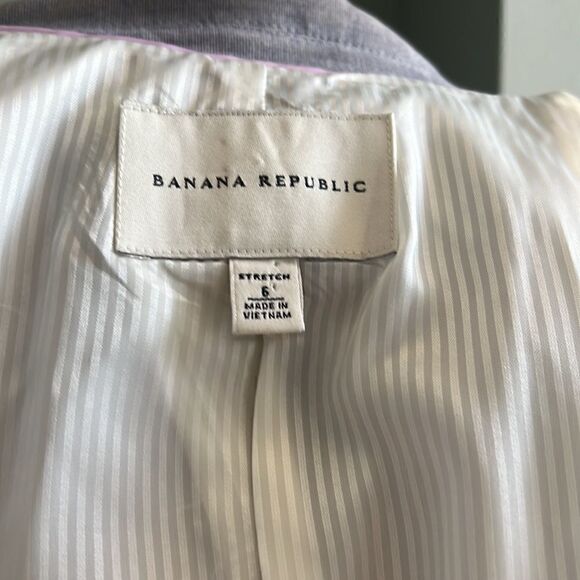 BANANA REPUBLIC
STRETCH
6
MADE IN
VIETNAM